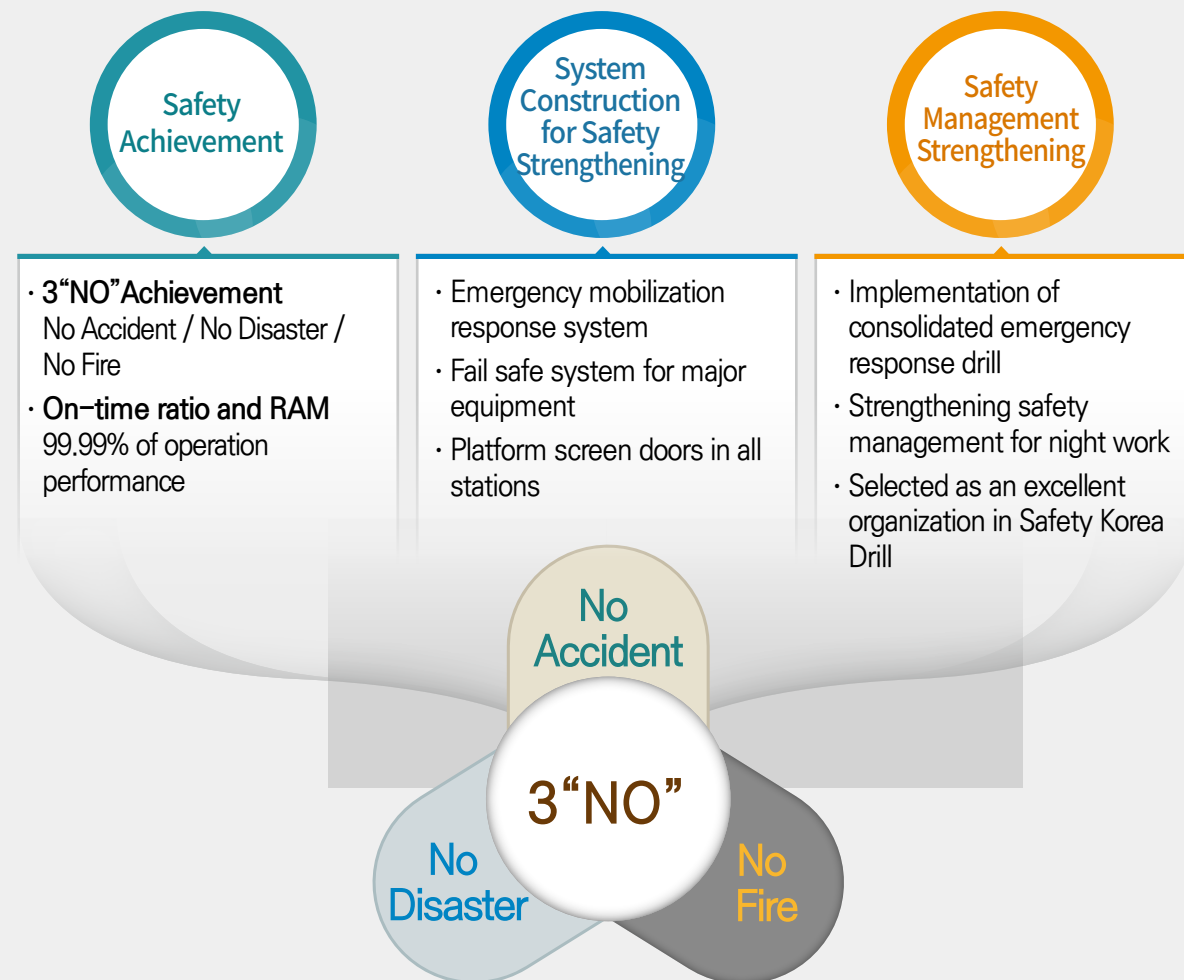 Safety
Achievement
System
Construction
for Safety
Strengthening
Safety
Management
Strengthening
· 3“NO”Achievement
No Accident / No Disaster /
No Fire
· On-time ratio and RAM
99.99% of operation
performance
· Emergency mobilization
response system
· Fail safe system for major
equipment
· Platform screen doors in all
stations
· Implementation of
consolidated emergency
response drill
· Strengthening safety
management for night work
· Selected as an excellent
organization in Safety Korea
Drill
No
Accident
3“NO”
No
Disaster
No
Fire